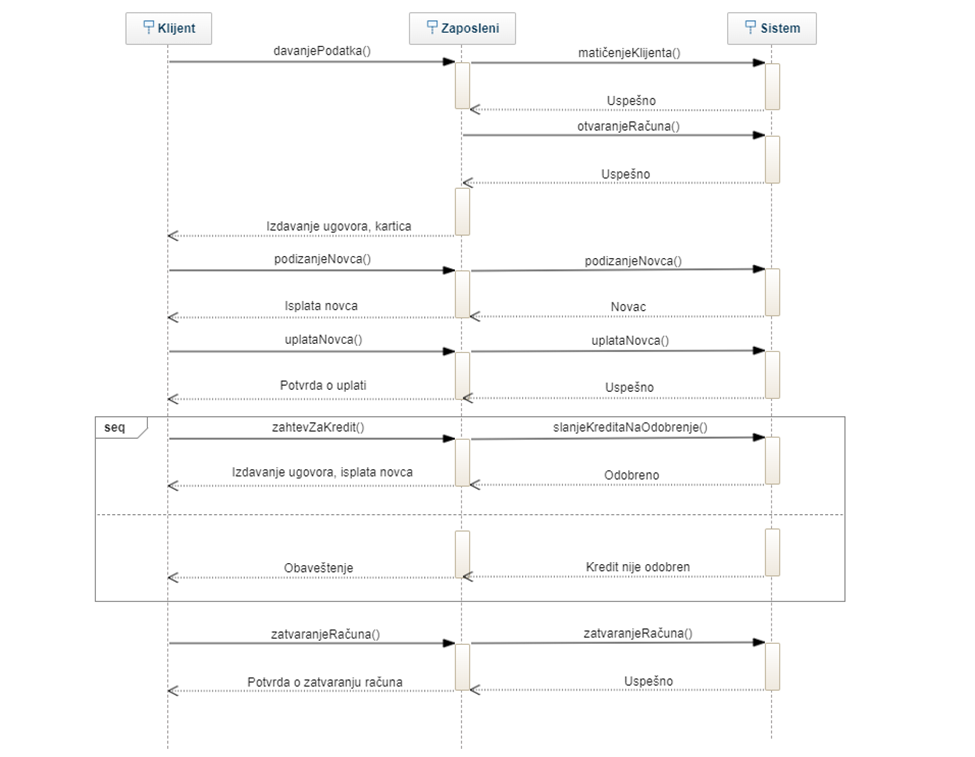 Klijent
Zaposleni
Sistem
davanjePodatka()
matičenjeKlijenta()
Uspešno
otvaranjeRačuna()
Uspešno
Izdavanje ugovora, kartica
podizanjeNovca()
podizanjeNovca()
Isplata novca
Novac
uplataNovca()
uplataNovca()
Potvrda o uplati
Uspešno
seq
zahtevZaKredit()
slanjeKreditaNaOdobrenje()
Izdavanje ugovora, isplata novca
Odobreno
Obaveštenje
Kredit nije odobren
zatvaranjeRačuna()
zatvaranjeRačuna()
Potvrda o zatvaranju računa
Uspešno